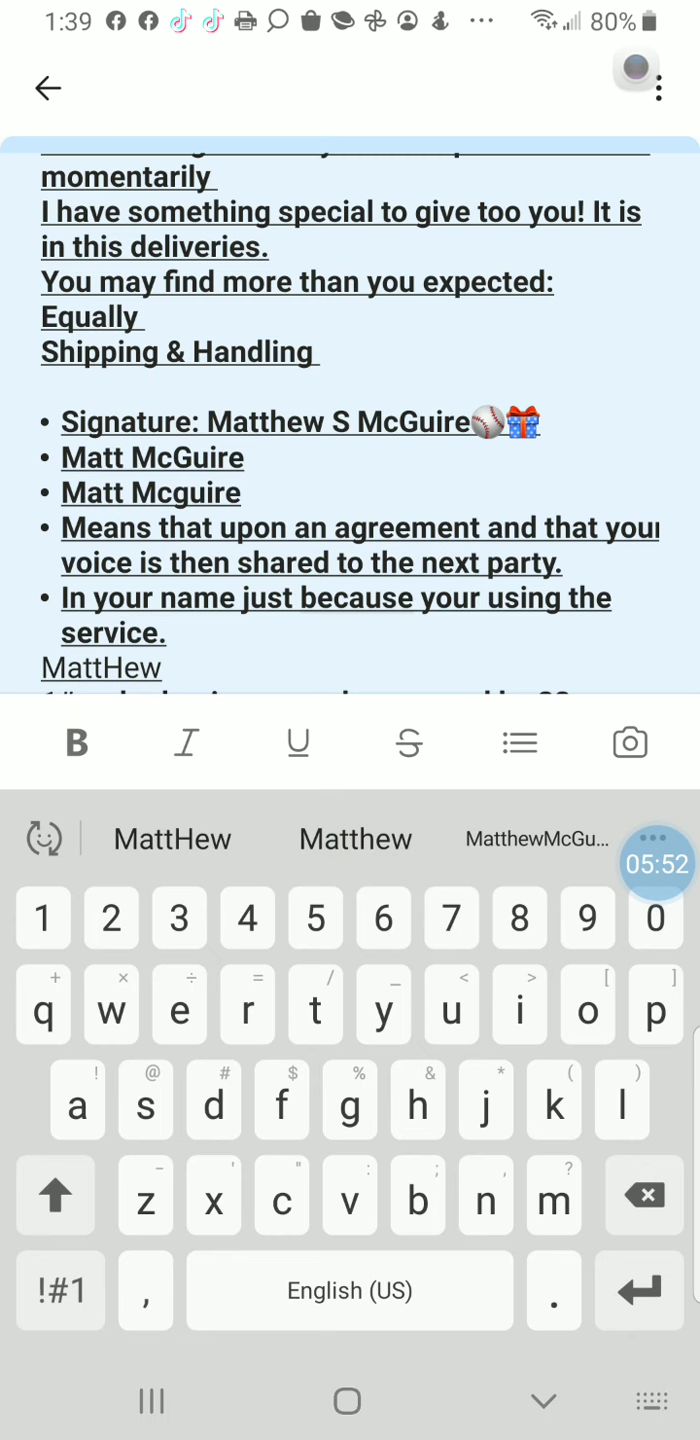 1:39 80%
momentarily
I have something special to give too you! It is
in this deliveries.
You may find more than you expected:
Equally
Shipping & Handling
• Signature: Matthew S McGuire⚾🎁
• Matt McGuire
• Matt Mcguire
• Means that upon an agreement and that your
voice is then shared to the next party.
• In your name just because your using the
service.
MattHew
B I U S
MattHew Matthew MatthewMcGu...
05:52
1 2 3 4 5 6 7 8 9 0
+ × ÷ = / _ < > [ ]
q w e r t y u i o p
! @ # $ % & * ( )
a s d f g h j k l
- ' " : ; , ?
z x c v b n m
!#1 , English (US) .